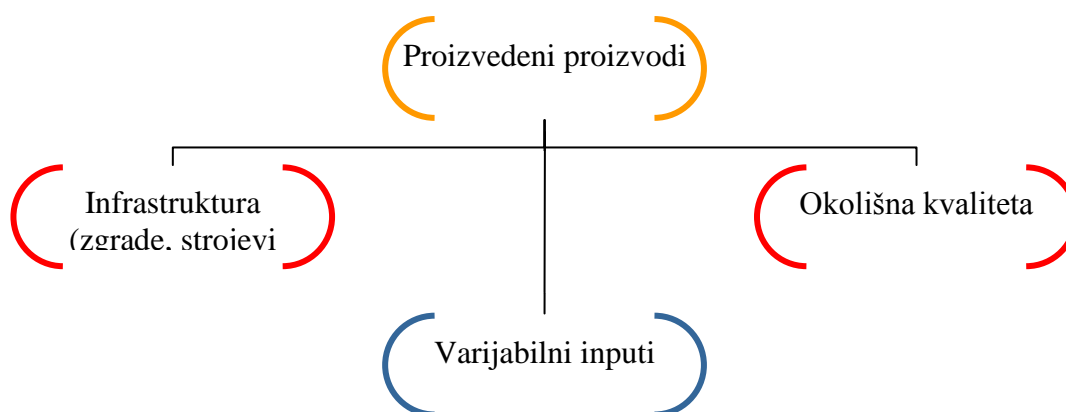 Proizvedeni proizvodi
Infrastruktura
(zgrade, strojevi
Okolišna kvaliteta
Varijabilni inputi